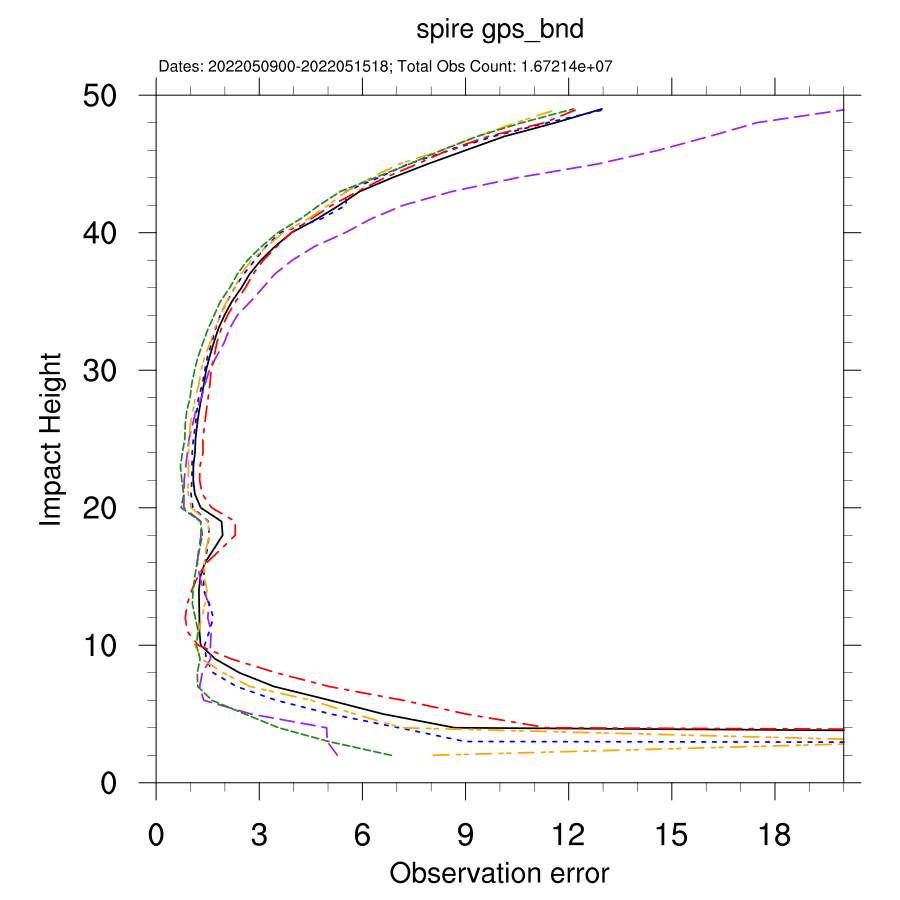 spire gps_bnd
Dates: 2022050900-2022051518; Total Obs Count: 1.67214e+07
50
40
30
20
10
0
Impact Height
0 3 6 9 12 15 18
Observation error